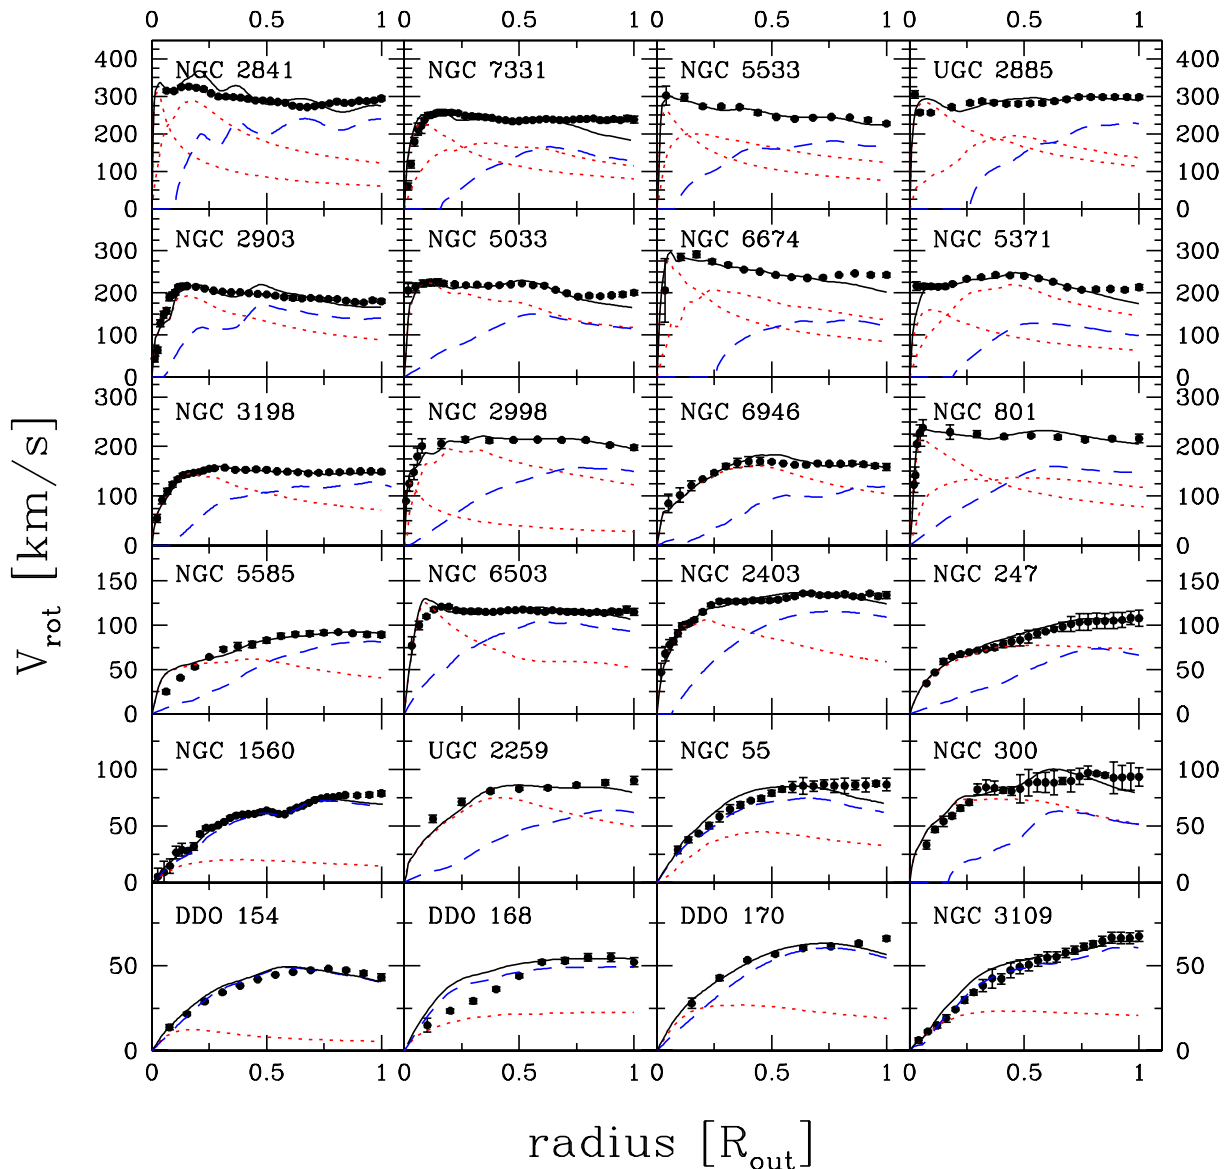 0 0.5 1 0 0.5 1 0 0.5 1 0 0.5 1
400 NGC 2841 NGC 7331 NGC 5533 UGC 2885 400
300 300
200 200
100 100
0 0
NGC 2903 NGC 5033 NGC 6674 NGC 5371
300 300
200 200
100 100
0 0
300 NGC 3198 NGC 2998 NGC 6946 NGC 801 300
200 200
100 100
0 0
NGC 5585 NGC 6503 NGC 2403 NGC 247
150 150
100 100
50 50
0 0
NGC 1560 UGC 2259 NGC 55 NGC 300
100 100
50 50
0 0
DDO 154 DDO 168 DDO 170 NGC 3109
50 50
0 0
0 0.5 1 0 0.5 1 0 0.5 1 0 0.5 1
Vrot [km/s]
radius [Rout]